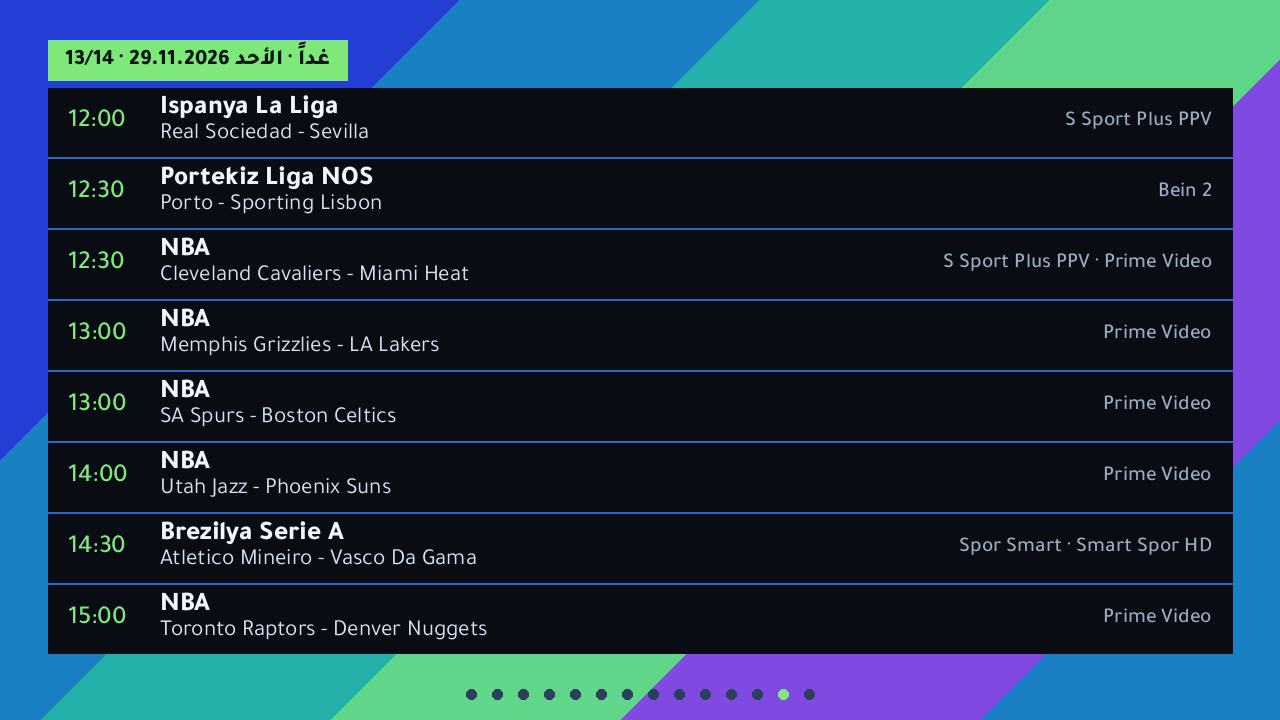 غداً · الأحد 29.11.2026 · 13/14
12:00
Ispanya La Liga
Real Sociedad - Sevilla
S Sport Plus PPV
12:30
Portekiz Liga NOS
Porto - Sporting Lisbon
Bein 2
12:30
NBA
Cleveland Cavaliers - Miami Heat
S Sport Plus PPV · Prime Video
13:00
NBA
Memphis Grizzlies - LA Lakers
Prime Video
13:00
NBA
SA Spurs - Boston Celtics
Prime Video
14:00
NBA
Utah Jazz - Phoenix Suns
Prime Video
14:30
Brezilya Serie A
Atletico Mineiro - Vasco Da Gama
Spor Smart · Smart Spor HD
15:00
NBA
Toronto Raptors - Denver Nuggets
Prime Video